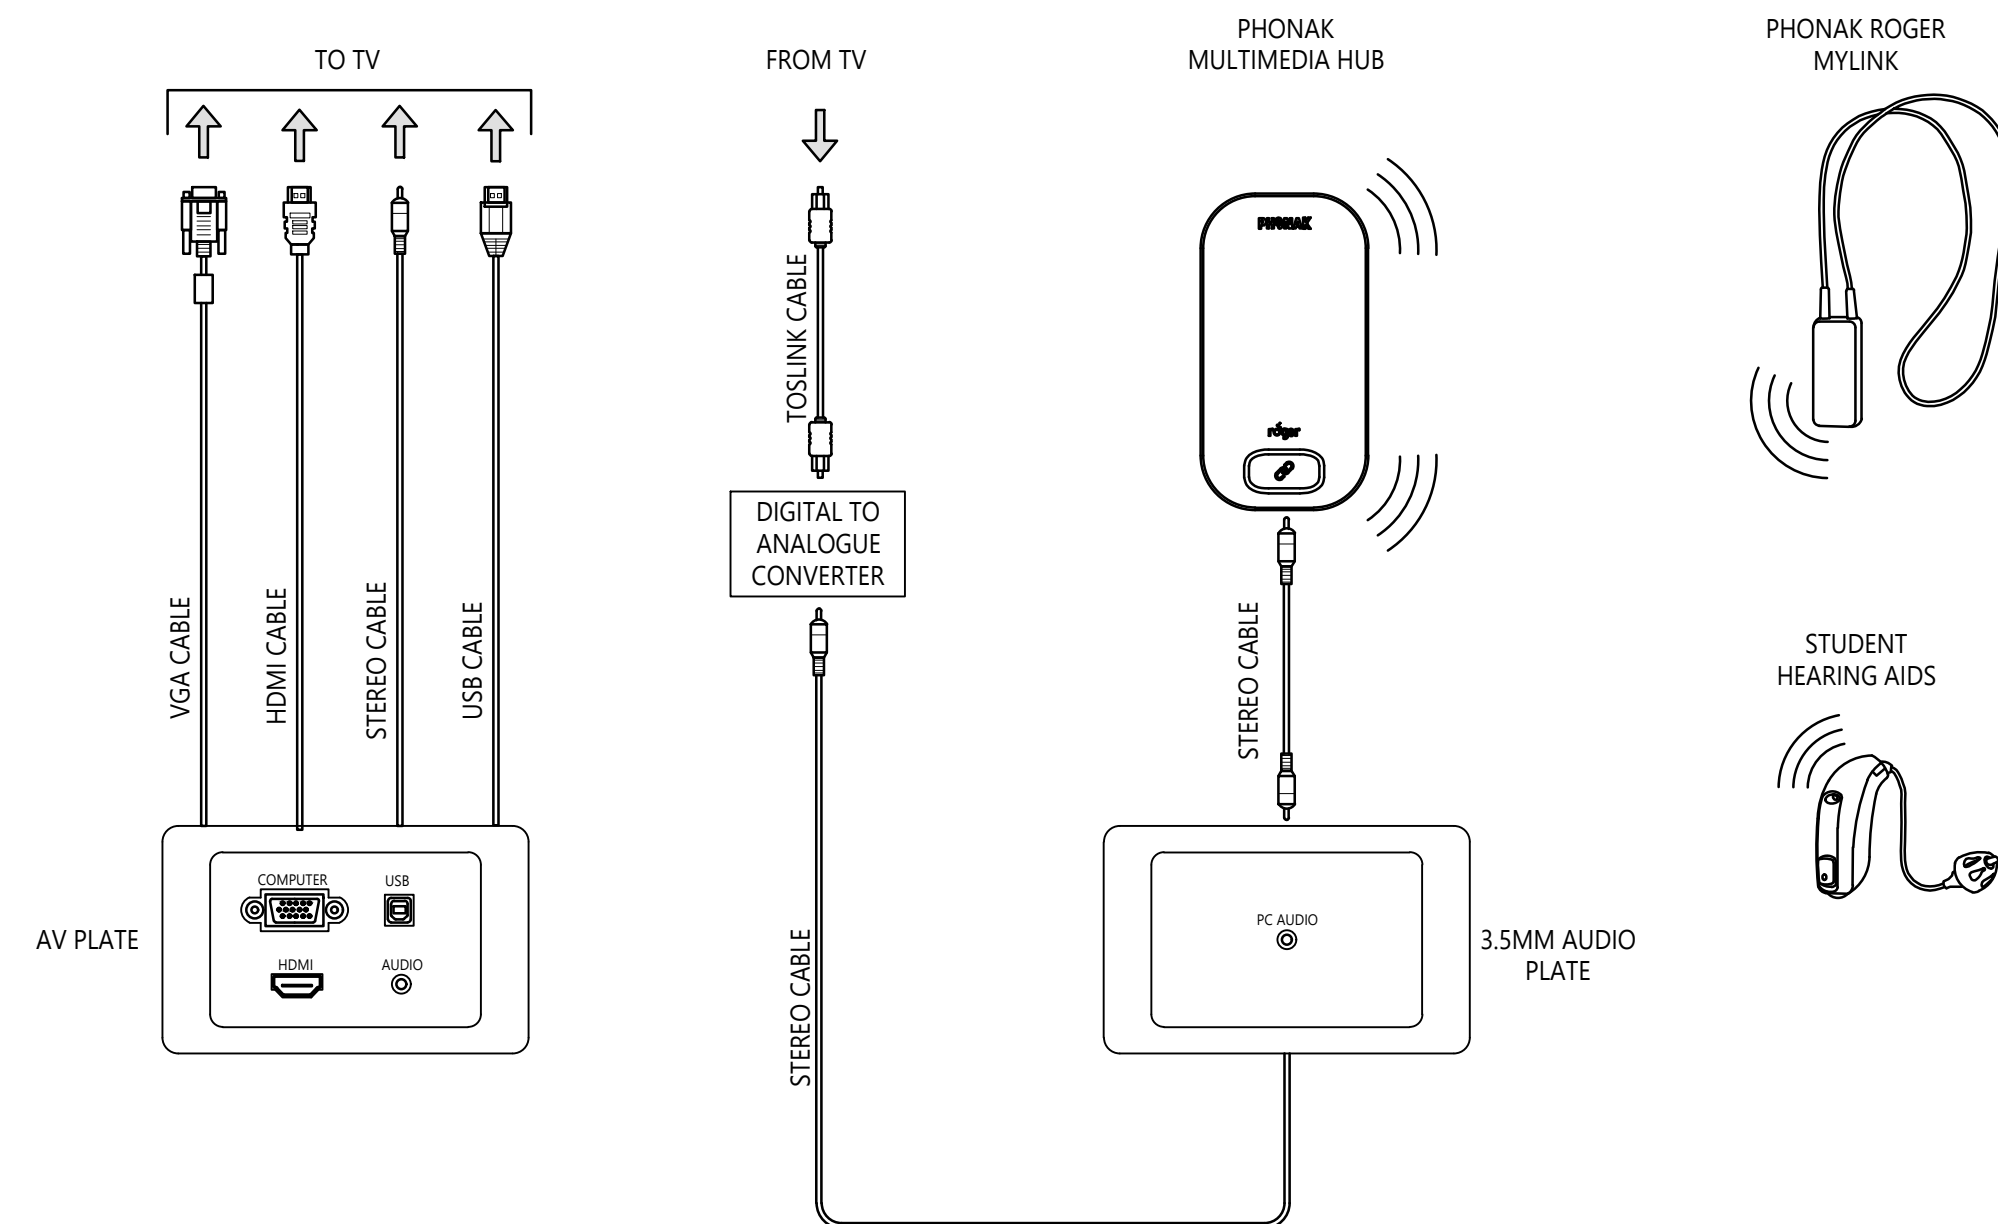 TO TV
FROM TV
PHONAK
MULTIMEDIA HUB
PHONAK ROGER
MYLINK
PHONAK
roger
VGA CABLE
HDMI CABLE
STEREO CABLE
USB CABLE
TOSLINK CABLE
DIGITAL TO
ANALOGUE
CONVERTER
STEREO CABLE
STEREO CABLE
STUDENT
HEARING AIDS
AV PLATE
COMPUTER
USB
HDMI
AUDIO
PC AUDIO
3.5MM AUDIO
PLATE